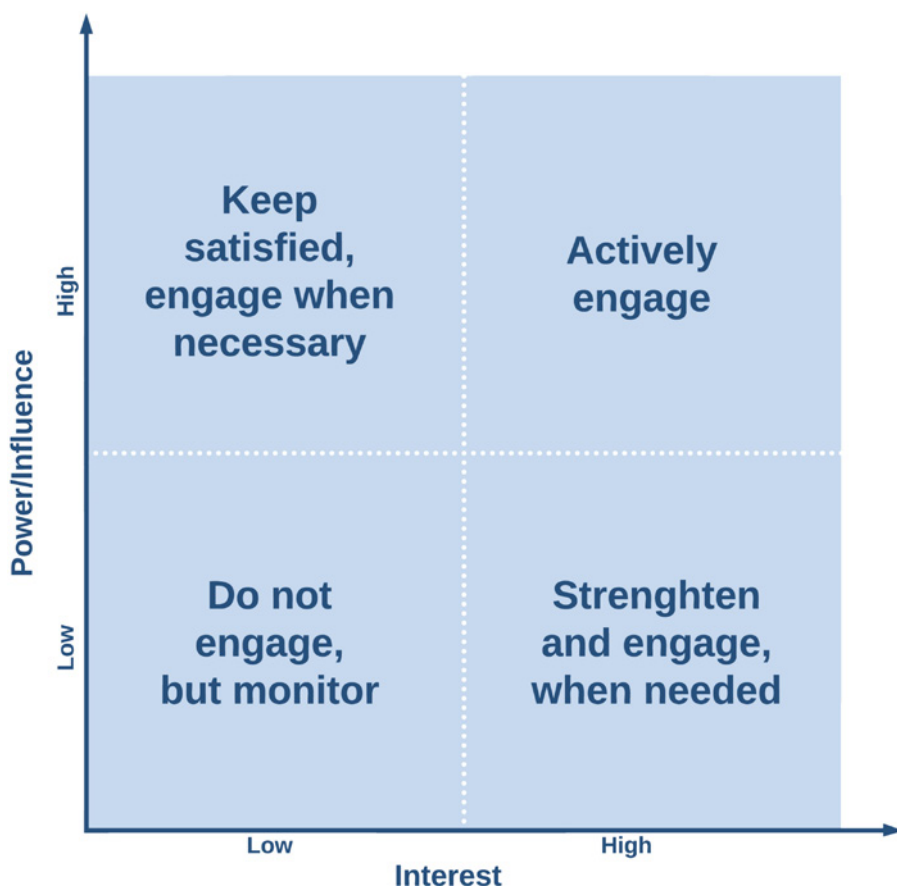 Keep
satisfied,
engage when
necessary
Actively
engage
High
Power/Influence
Do not
engage,
but monitor
Strenghten
and engage,
when needed
Low
Low
High
Interest